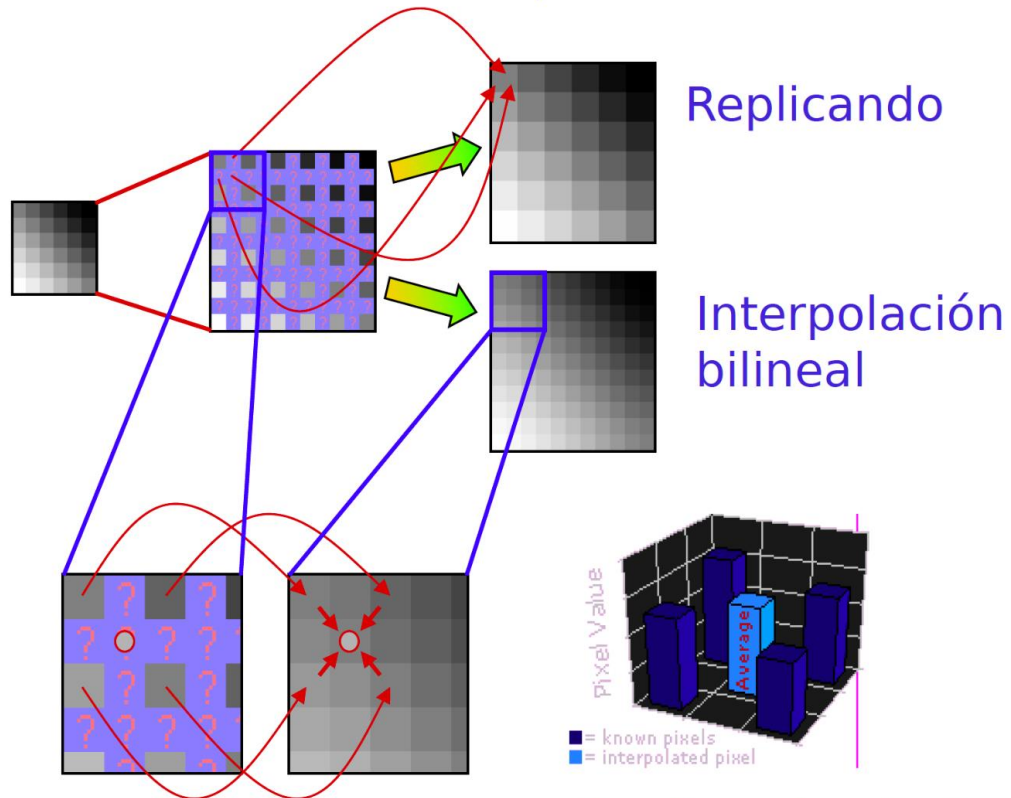 Replicando
Interpolación
bilineal
Pixel Value
Average
= known pixels
= interpolated pixel